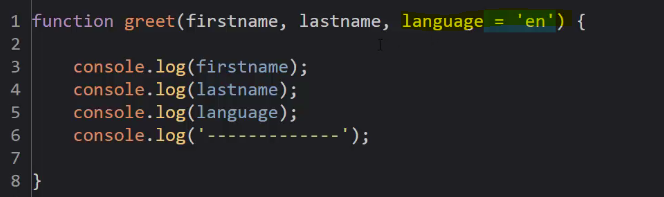 1 function greet(firstname, lastname, language = 'en') {
2
3 console.log(firstname);
4 console.log(lastname);
5 console.log(language);
6 console.log('-------------');
7
8 }